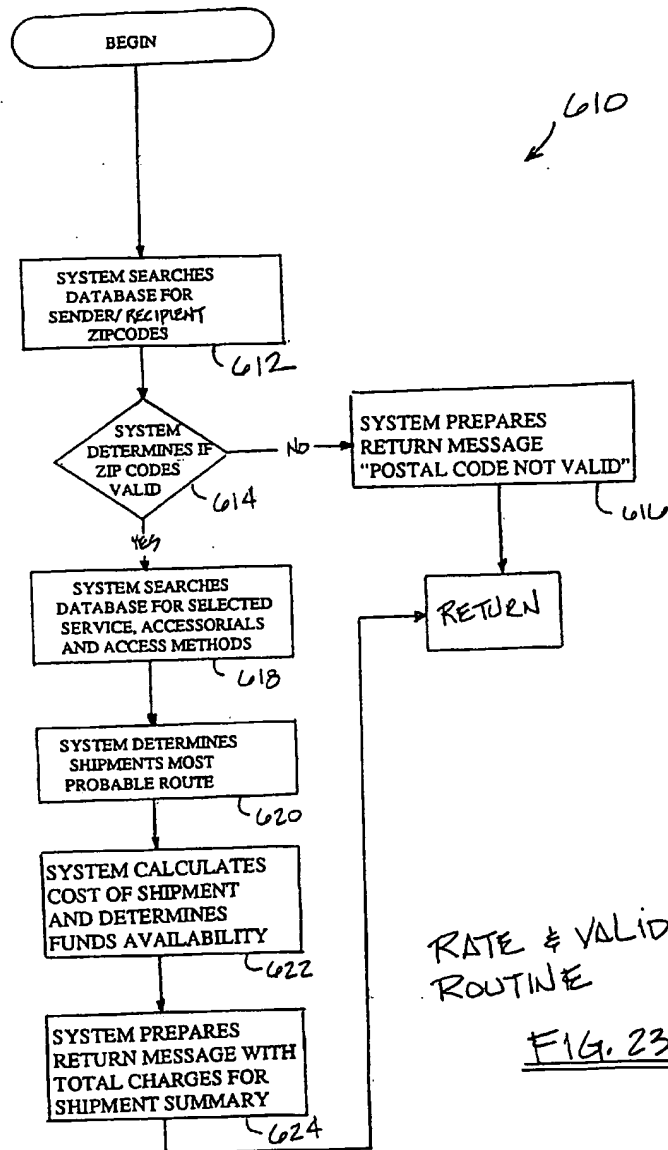 BEGIN
610
SYSTEM SEARCHES
DATABASE FOR
SENDER/RECIPIENT
ZIPCODES
612
SYSTEM
DETERMINES IF
ZIP CODES
VALID
614
NO
SYSTEM PREPARES
RETURN MESSAGE
"POSTAL CODE NOT VALID"
616
YES
RETURN
SYSTEM SEARCHES
DATABASE FOR SELECTED
SERVICE, ACCESSORIALS
AND ACCESS METHODS
618
SYSTEM DETERMINES
SHIPMENTS MOST
PROBABLE ROUTE
620
SYSTEM CALCULATES
COST OF SHIPMENT
AND DETERMINES
FUNDS AVAILABILITY
622
SYSTEM PREPARES
RETURN MESSAGE WITH
TOTAL CHARGES FOR
SHIPMENT SUMMARY
624
RATE & VALID
ROUTINE
FIG. 23